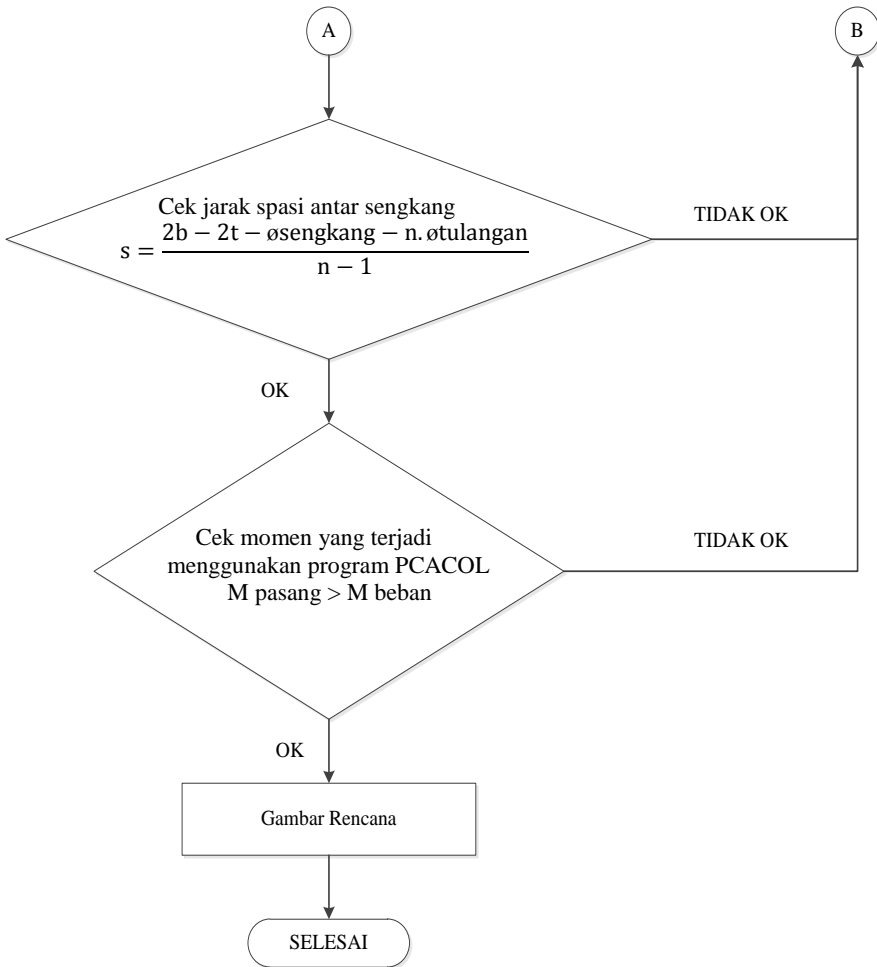 A
B
Cek jarak spasi antar sengkang
s = \frac{2b − 2t − øsengkang − n. øtulangan}{n − 1}
TIDAK OK
OK
Cek momen yang terjadi
menggunakan program PCACOL
M pasang > M beban
TIDAK OK
OK
Gambar Rencana
SELESAI